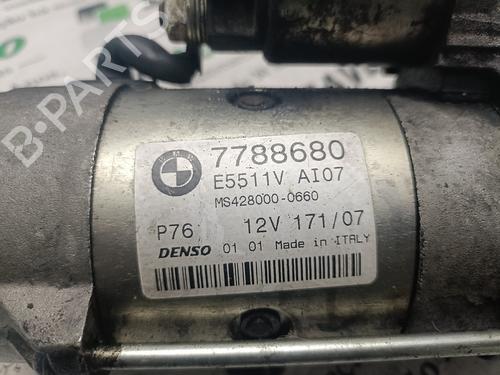 BMW
7788680
E5511V AI07
MS428000-0660
P76 12V 171/07
DENSO 01 01 Made in ITALY
B-PARTS